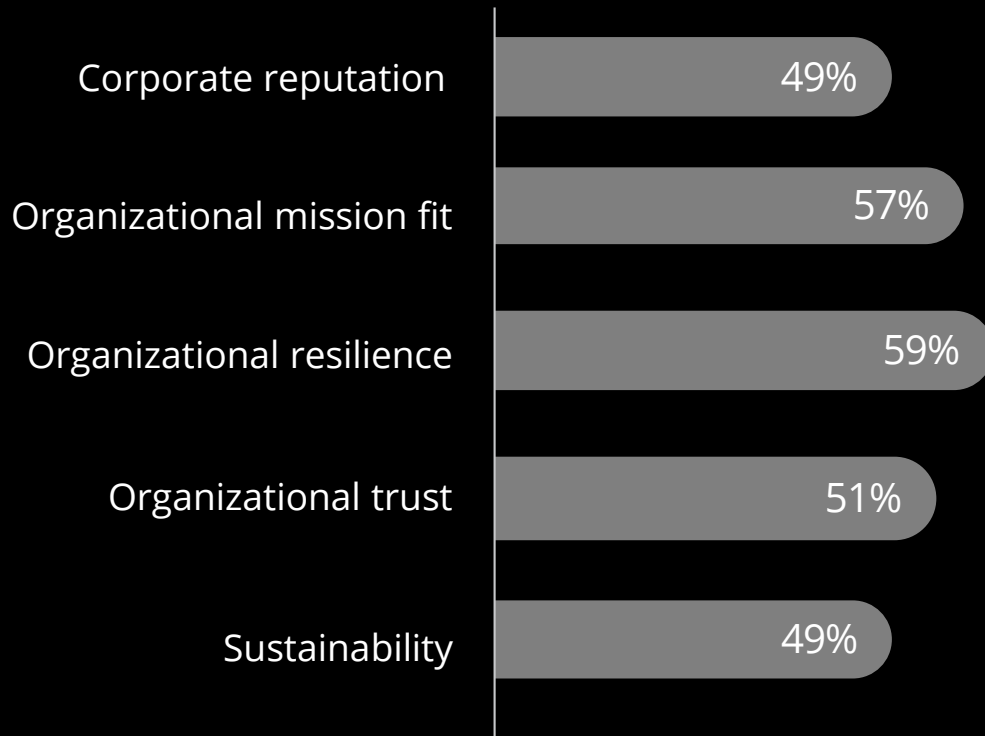 Corporate reputation 49%
Organizational mission fit 57%
Organizational resilience 59%
Organizational trust 51%
Sustainability 49%